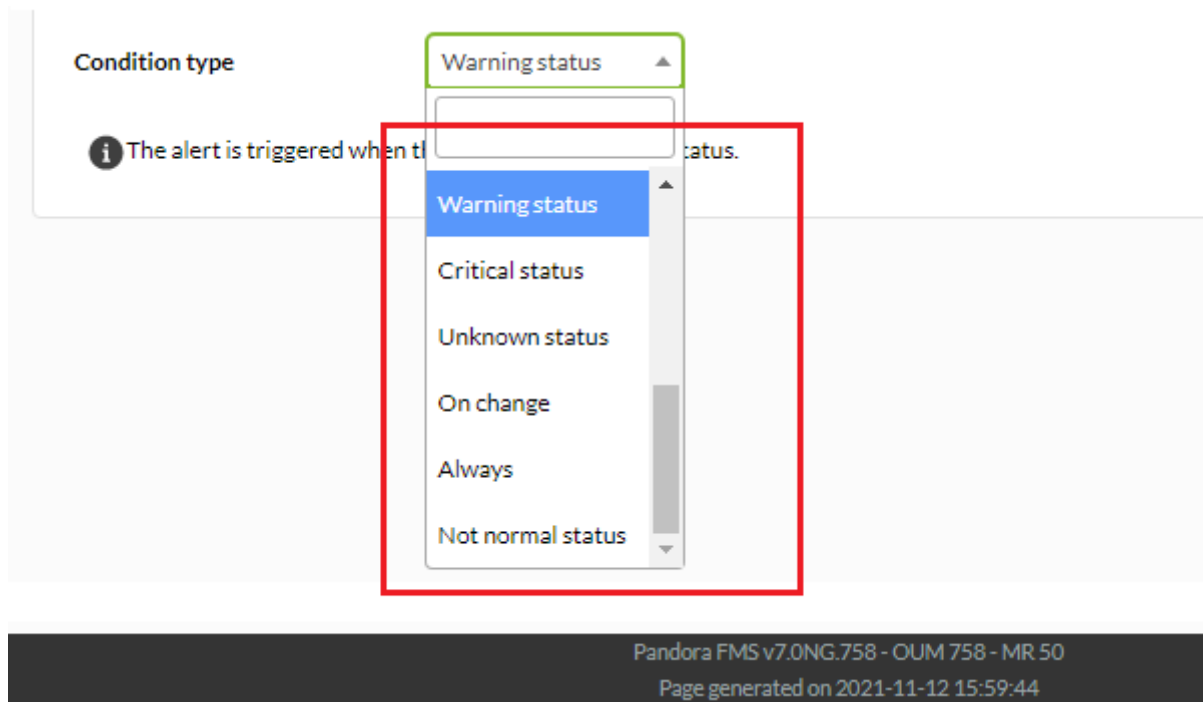 Condition type Warning status
The alert is triggered when t tatus.
Warning status
Critical status
Unknown status
On change
Always
Not normal status
Pandora FMS v7.0NG.758 - OUM 758 - MR 50
Page generated on 2021-11-12 15:59:44